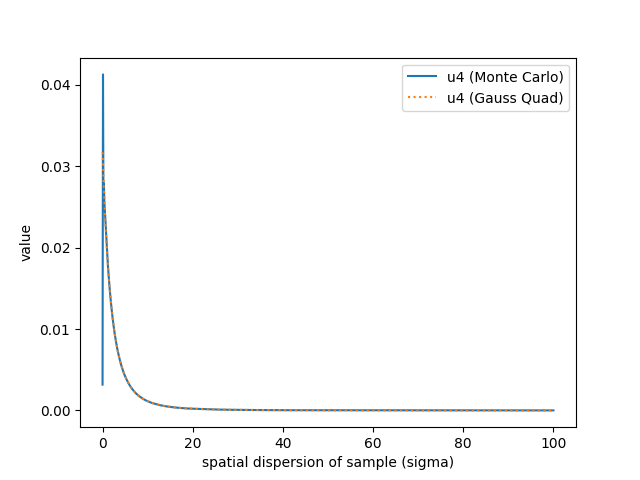 u4 (Monte Carlo)
u4 (Gauss Quad)
value
0.04
0.03
0.02
0.01
0.00
0
20
40
60
80
100
spatial dispersion of sample (sigma)